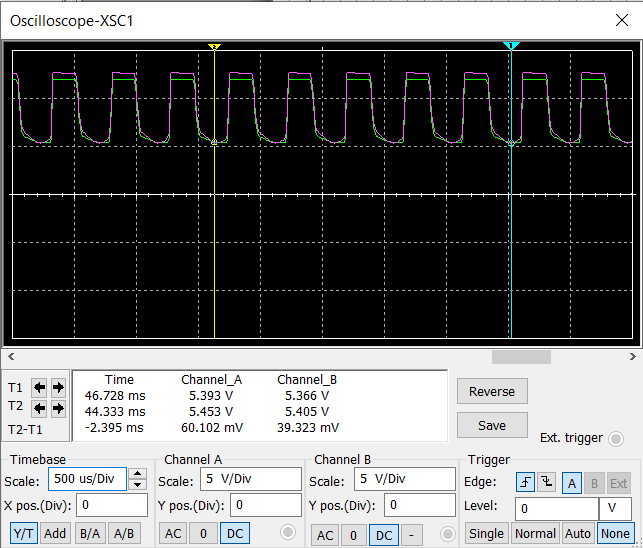 Oscilloscope-XSC1
2
1
Time Channel_A Channel_B
T1 46.728 ms 5.393 V 5.366 V
T2 44.333 ms 5.453 V 5.405 V
T2-T1 -2.395 ms 60.102 mV 39.323 mV
Reverse
Save
Ext. trigger
Timebase
Scale: 500 us/Div
X pos.(Div): 0
Y/T Add B/A A/B
Channel A
Scale: 5 V/Div
Y pos.(Div): 0
AC 0 DC
Channel B
Scale: 5 V/Div
Y pos.(Div): 0
AC 0 DC -
Trigger
Edge: A B Ext
Level: 0 V
Single Normal Auto None